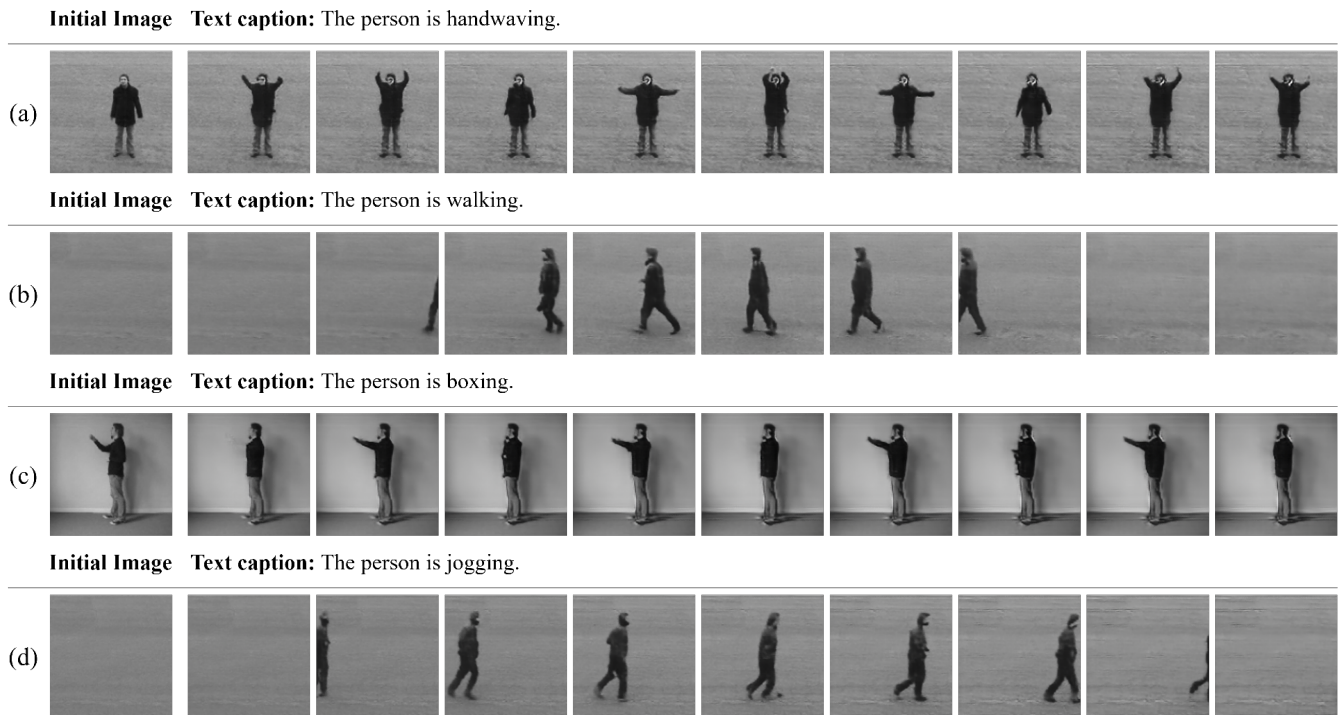 Initial Image Text caption: The person is handwaving.
(a)
Initial Image Text caption: The person is walking.
(b)
Initial Image Text caption: The person is boxing.
(c)
Initial Image Text caption: The person is jogging.
(d)